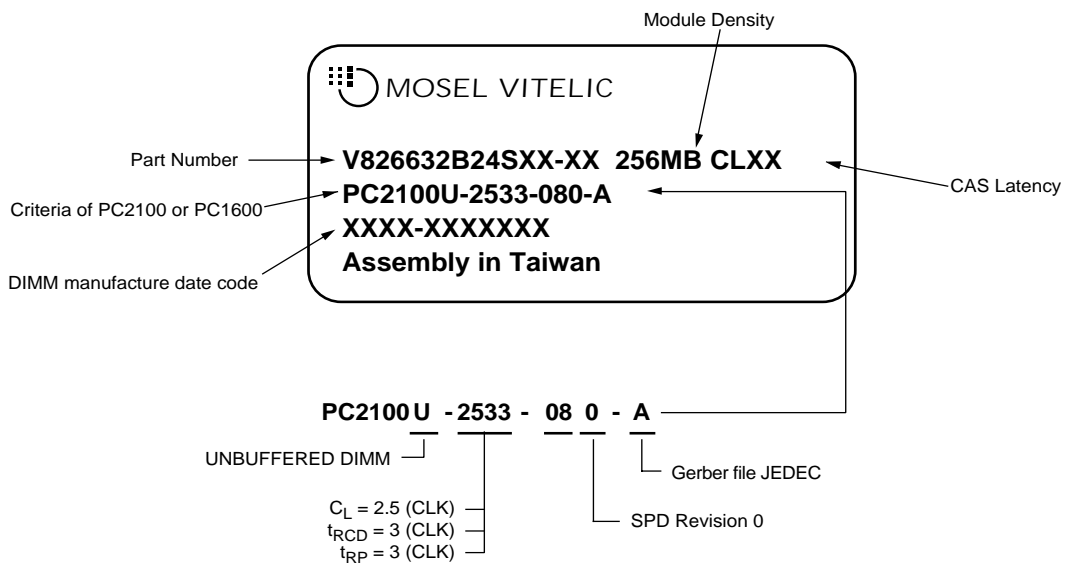 Module Density
MOSEL VITELIC
Part Number
V826632B24SXX-XX 256MB CLXX
CAS Latency
Criteria of PC2100 or PC1600
PC2100U-2533-080-A
XXXX-XXXXXXX
DIMM manufacture date code
Assembly in Taiwan
PC2100 U - 2533 - 08 0 - A
UNBUFFERED DIMM
Gerber file JEDEC
CL = 2.5 (CLK)
tRCD = 3 (CLK)
tRP = 3 (CLK)
SPD Revision 0